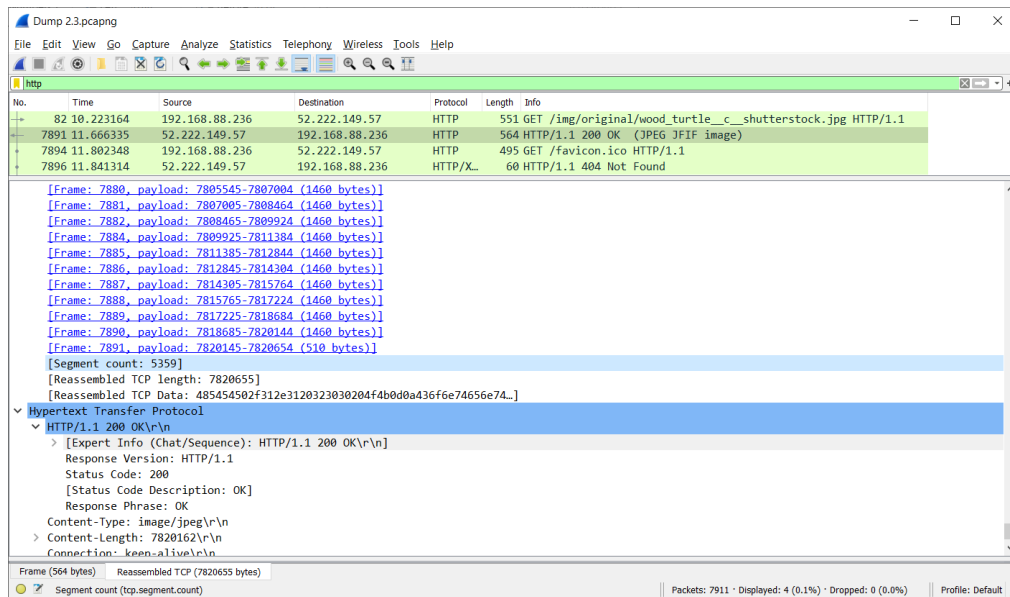 Dump 2.3.pcapng
File Edit View Go Capture Analyze Statistics Telephony Wireless Tools Help
http
No. Time Source Destination Protocol Length Info
82 10.223164 192.168.88.236 52.222.149.57 HTTP 551 GET /img/original/wood_turtle__c__shutterstock.jpg HTTP/1.1
7891 11.666335 52.222.149.57 192.168.88.236 HTTP 564 HTTP/1.1 200 OK (JPEG JFIF image)
7894 11.802348 192.168.88.236 52.222.149.57 HTTP 495 GET /favicon.ico HTTP/1.1
7896 11.841314 52.222.149.57 192.168.88.236 HTTP/X… 60 HTTP/1.1 404 Not Found
[Frame: 7880, payload: 7805545-7807004 (1460 bytes)]
[Frame: 7881, payload: 7807005-7808464 (1460 bytes)]
[Frame: 7882, payload: 7808465-7809924 (1460 bytes)]
[Frame: 7884, payload: 7809925-7811384 (1460 bytes)]
[Frame: 7885, payload: 7811385-7812844 (1460 bytes)]
[Frame: 7886, payload: 7812845-7814304 (1460 bytes)]
[Frame: 7887, payload: 7814305-7815764 (1460 bytes)]
[Frame: 7888, payload: 7815765-7817224 (1460 bytes)]
[Frame: 7889, payload: 7817225-7818684 (1460 bytes)]
[Frame: 7890, payload: 7818685-7820144 (1460 bytes)]
[Frame: 7891, payload: 7820145-7820654 (510 bytes)]
[Segment count: 5359]
[Reassembled TCP length: 7820655]
[Reassembled TCP Data: 485454502f312e3120323030204f4b0d0a436f6e74656e74…]
Hypertext Transfer Protocol
HTTP/1.1 200 OK\r\n
[Expert Info (Chat/Sequence): HTTP/1.1 200 OK\r\n]
Response Version: HTTP/1.1
Status Code: 200
[Status Code Description: OK]
Response Phrase: OK
Content-Type: image/jpeg\r\n
Content-Length: 7820162\r\n
Connection: keep-alive\r\n
Frame (564 bytes) Reassembled TCP (7820655 bytes)
Segment count (tcp.segment.count) Packets: 7911 · Displayed: 4 (0.1%) · Dropped: 0 (0.0%) Profile: Default